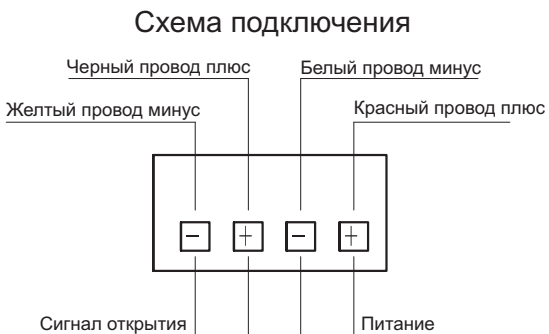 Схема подключения
Черный провод плюс
Белый провод минус
Желтый провод минус
Красный провод плюс
− + − +
Сигнал открытия
Питание